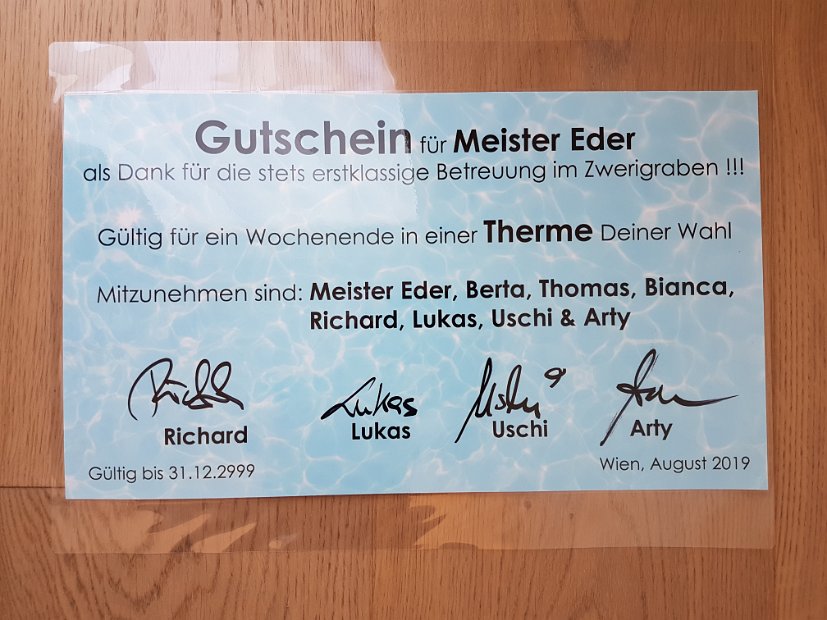 Gutschein für Meister Eder
als Dank für die stets erstklassige Betreuung im Zwerigraben !!!
Gültig für ein Wochenende in einer Therme Deiner Wahl
Mitzunehmen sind: Meister Eder, Berta, Thomas, Bianca,
Richard, Lukas, Uschi & Arty
Lukas Uschi
Richard Lukas Uschi Arty
Gültig bis 31.12.2999 Wien, August 2019